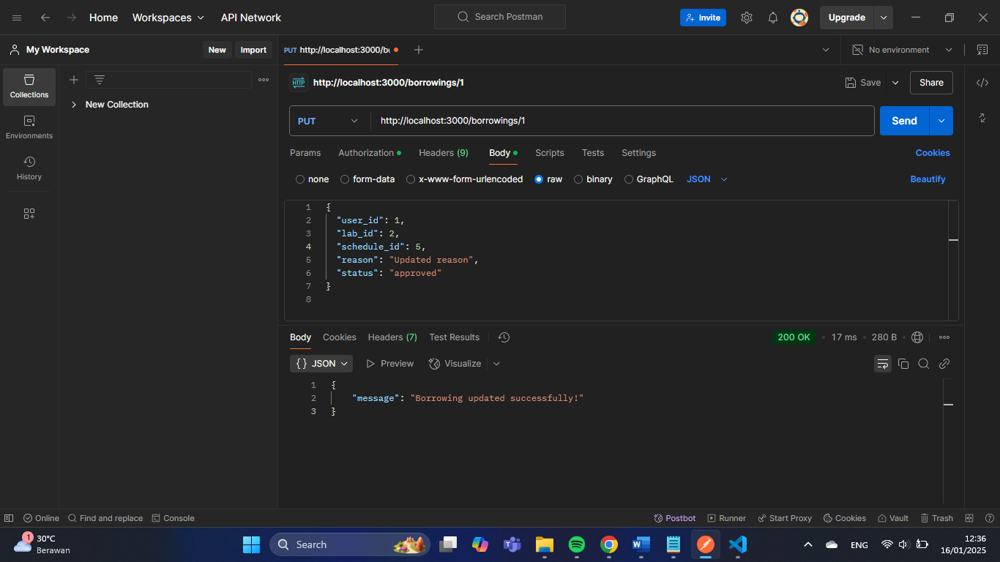 Home Workspaces API Network Search Postman Invite Upgrade
My Workspace New Import PUT http://localhost:3000/b No environment
Collections
Environments
History
New Collection
HTTP http://localhost:3000/borrowings/1 Save Share
PUT http://localhost:3000/borrowings/1 Send
Params Authorization Headers (9) Body Scripts Tests Settings Cookies
none form-data x-www-form-urlencoded raw binary GraphQL JSON Beautify
1 {
2 "user_id": 1,
3 "lab_id": 2,
4 "schedule_id": 5,
5 "reason": "Updated reason",
6 "status": "approved"
7 }
8
Body Cookies Headers (7) Test Results 200 OK • 17 ms • 280 B
{} JSON Preview Visualize
1 {
2 "message": "Borrowing updated successfully!"
3 }
Online Find and replace Console Postbot Runner Start Proxy Cookies Vault Trash
1 30°C
Berawan
Search
ENG
12:36
16/01/2025